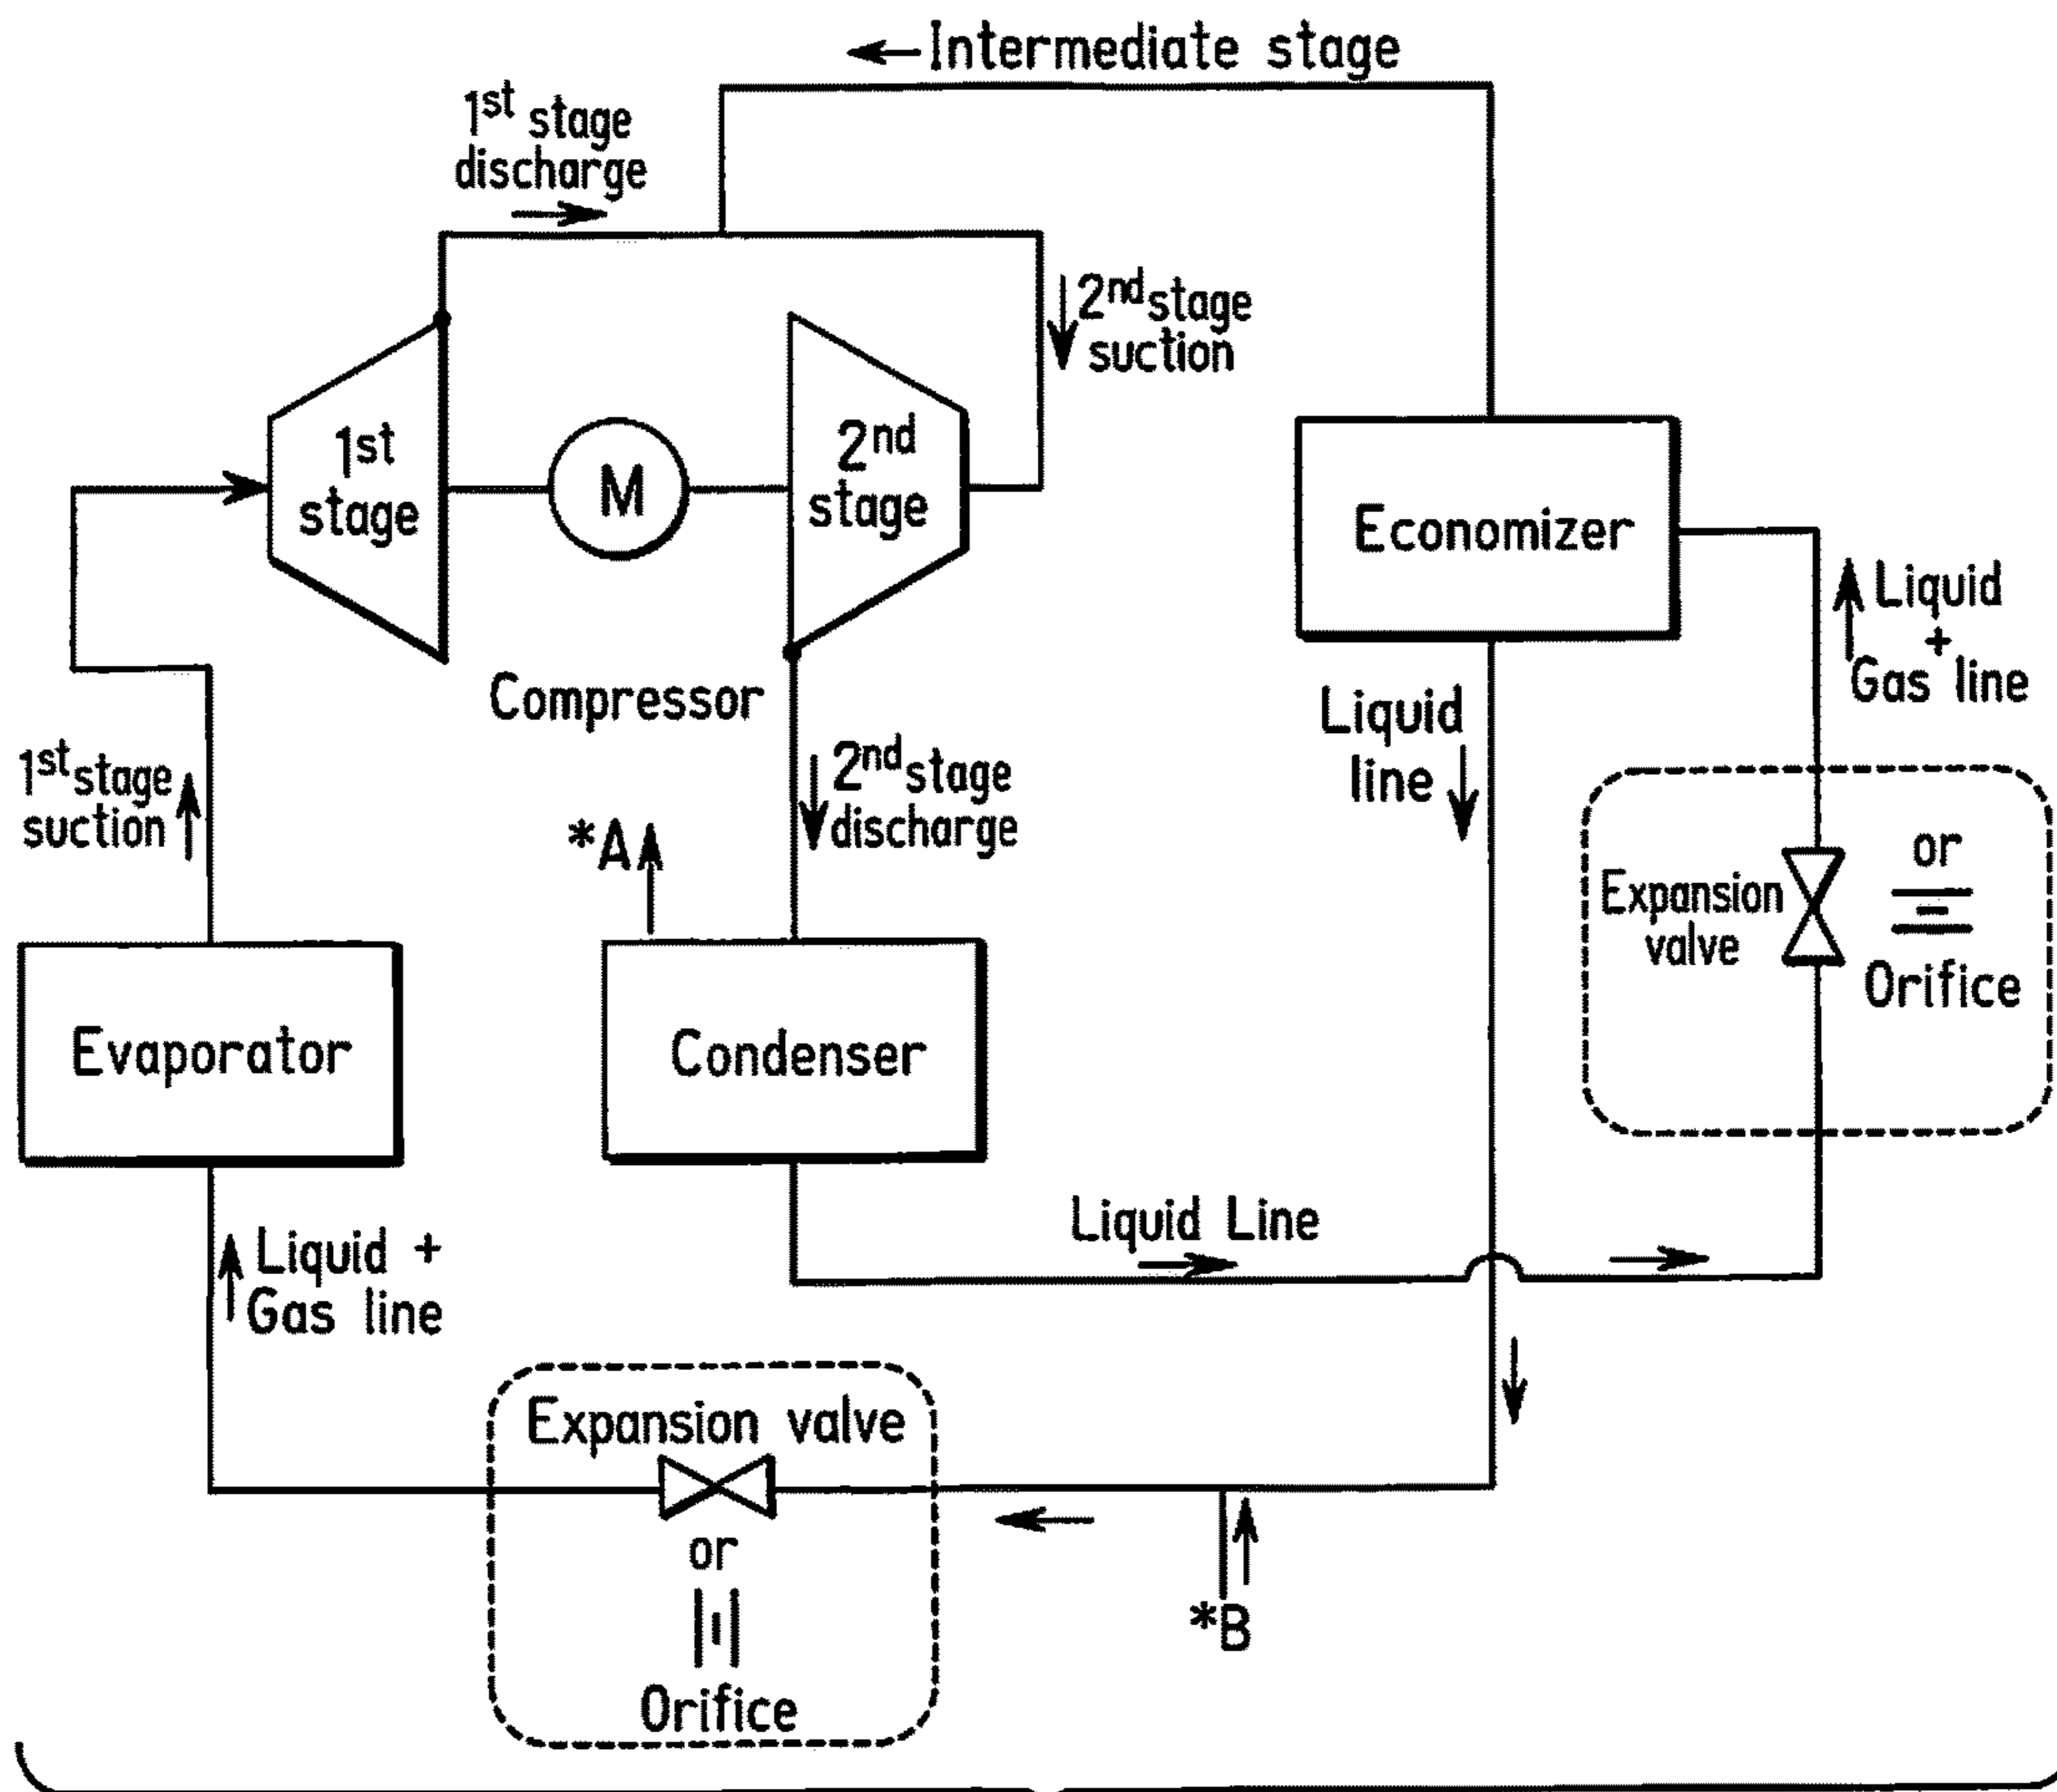 Intermediate stage
1st stage
discharge
2nd stage
suction
1st
stage
M
2nd
stage
Economizer
Liquid
+
Gas line
Compressor
Liquid
line
1st stage
suction
*A
2nd stage
discharge
Expansion
valve
or
Orifice
Evaporator
Condenser
Liquid Line
Liquid +
Gas line
Expansion valve
or
Orifice
*B